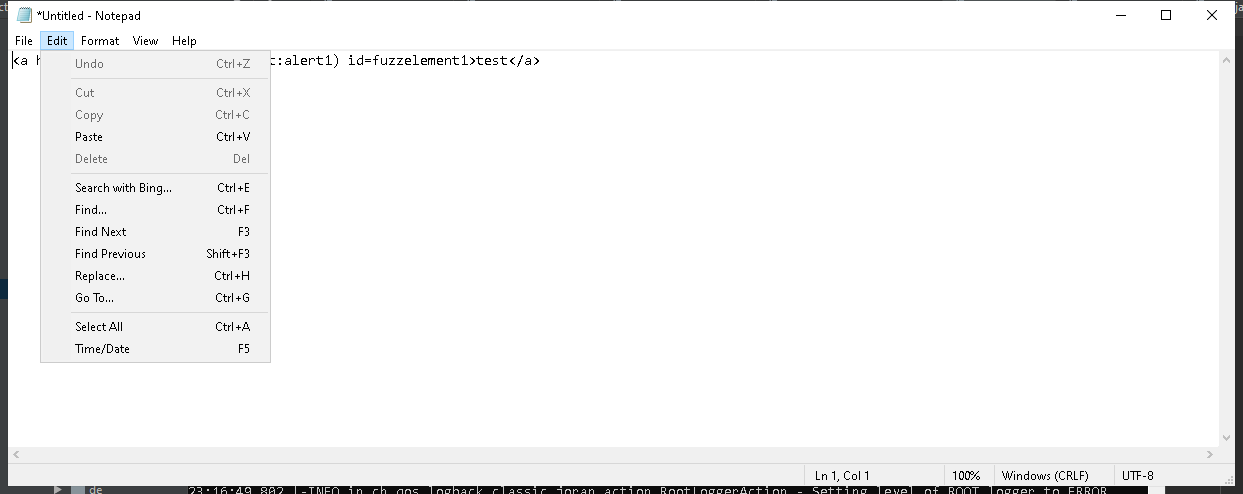 *Untitled - Notepad
File Edit Format View Help
<a h t:alert1) id=fuzzelement1>test</a>
Undo Ctrl+Z
Cut Ctrl+X
Copy Ctrl+C
Paste Ctrl+V
Delete Del
Search with Bing... Ctrl+E
Find... Ctrl+F
Find Next F3
Find Previous Shift+F3
Replace... Ctrl+H
Go To... Ctrl+G
Select All Ctrl+A
Time/Date F5
Ln 1, Col 1 100% Windows (CRLF) UTF-8
de 23:16:49,802 |-INFO in ch.qos.logback.classic.joran.action.RootLoggerAction - Setting level of ROOT logger to ERROR